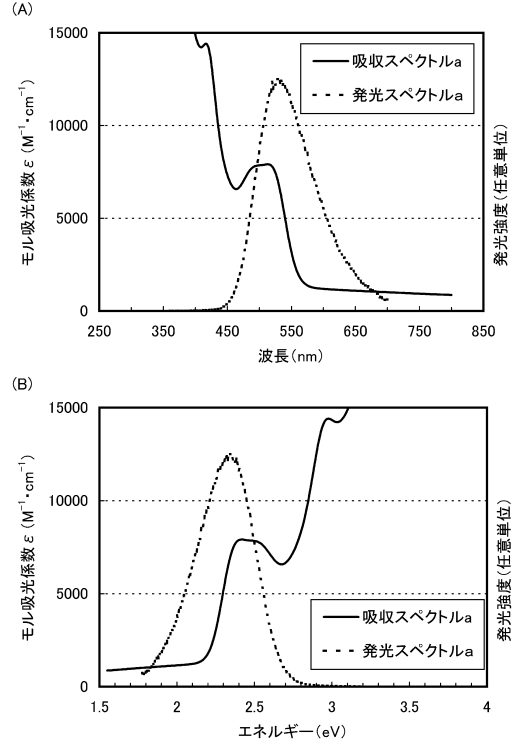 (A)
15000
10000
5000
0
モル吸光係数 ε (M⁻¹・cm⁻¹)
吸収スペクトルa
発光スペクトルa
発光強度(任意単位)
250 350 450 550 650 750 850
波長(nm)
(B)
15000
10000
5000
0
モル吸光係数 ε (M⁻¹・cm⁻¹)
吸収スペクトルa
発光スペクトルa
発光強度(任意単位)
1.5 2 2.5 3 3.5 4
エネルギー(eV)